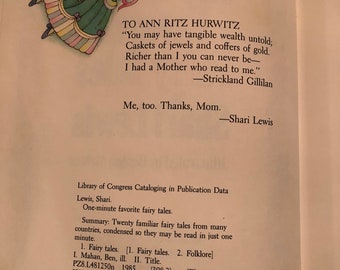 TO ANN RITZ HURWITZ
"You may have tangible wealth untold;
Caskets of jewels and coffers of gold.
Richer than I you can never be—
I had a Mother who read to me."
—Strickland Gillilan
Me, too. Thanks, Mom.
—Shari Lewis
Library of Congress Cataloging in Publication Data
Lewis, Shari.
One-minute favorite fairy tales.
Summary: Twenty familiar fairy tales from many
countries, condensed so they may be read in just one
minute.
1. Fairy tales. [1. Fairy tales. 2. Folklore]
I. Mahan, Ben, ill. II. Title.
PZ8.L481250n 1985